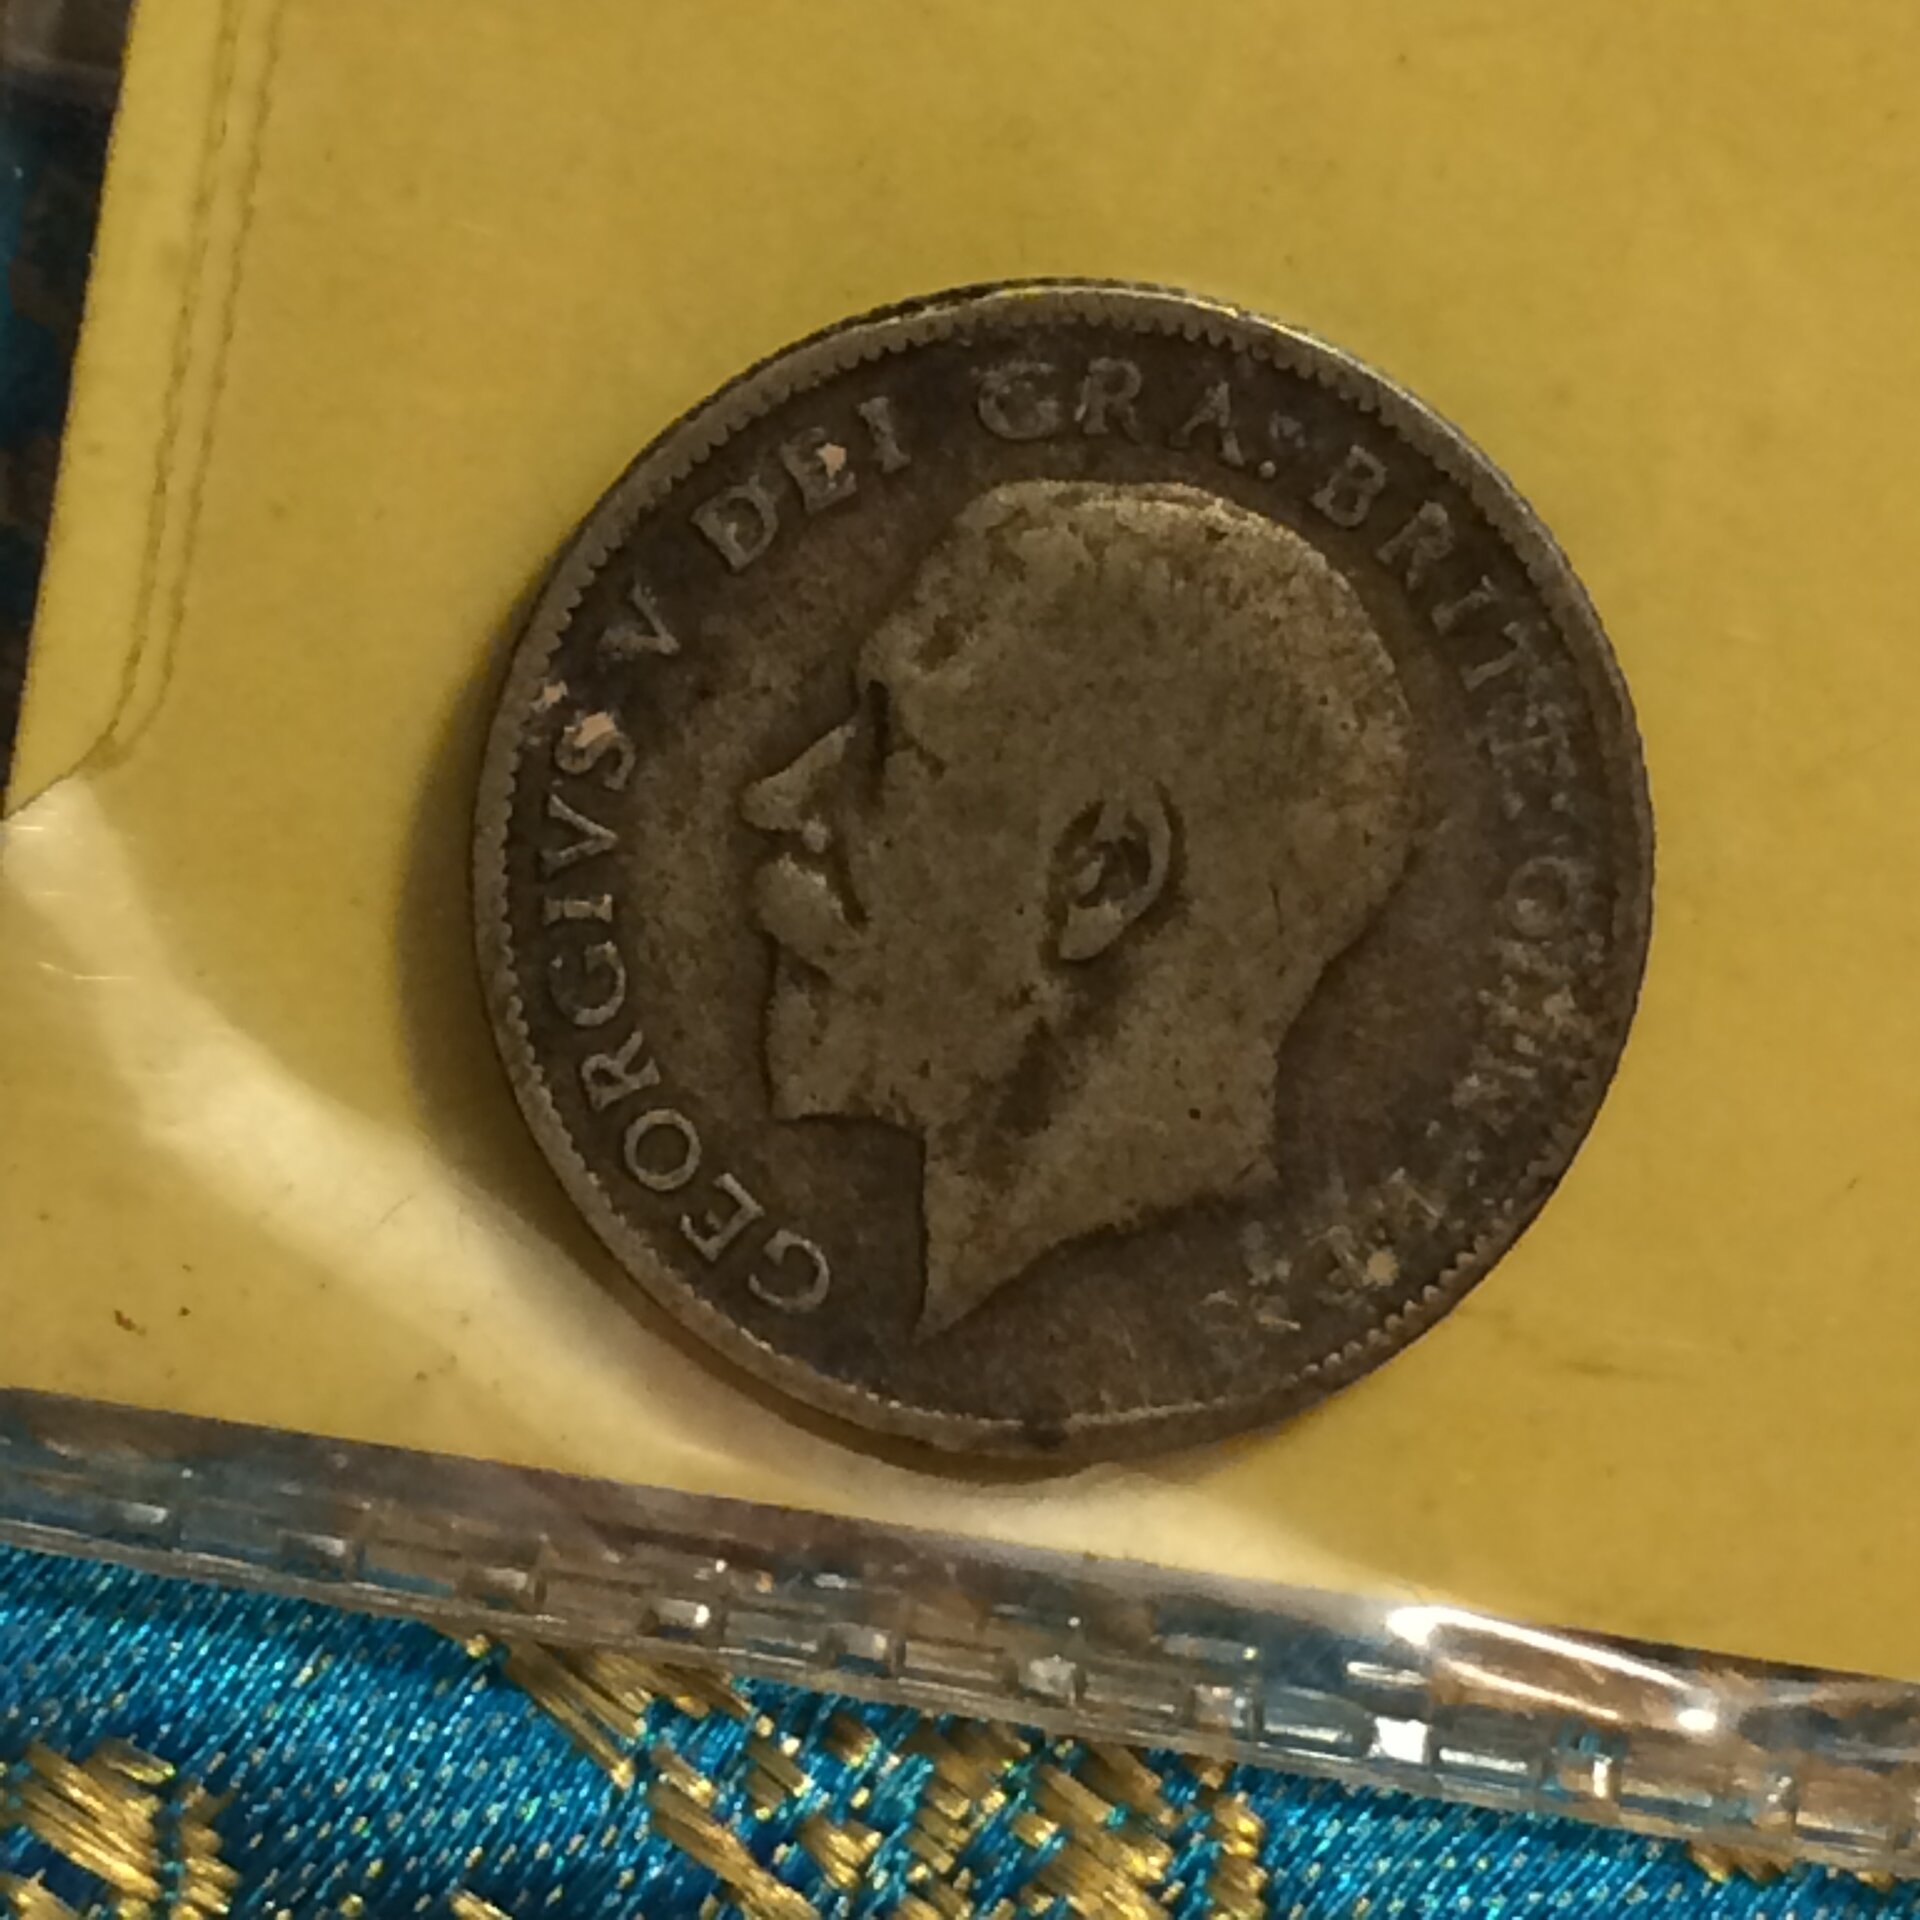 GEORGIVS V DEI GRA: BRITT: OMN